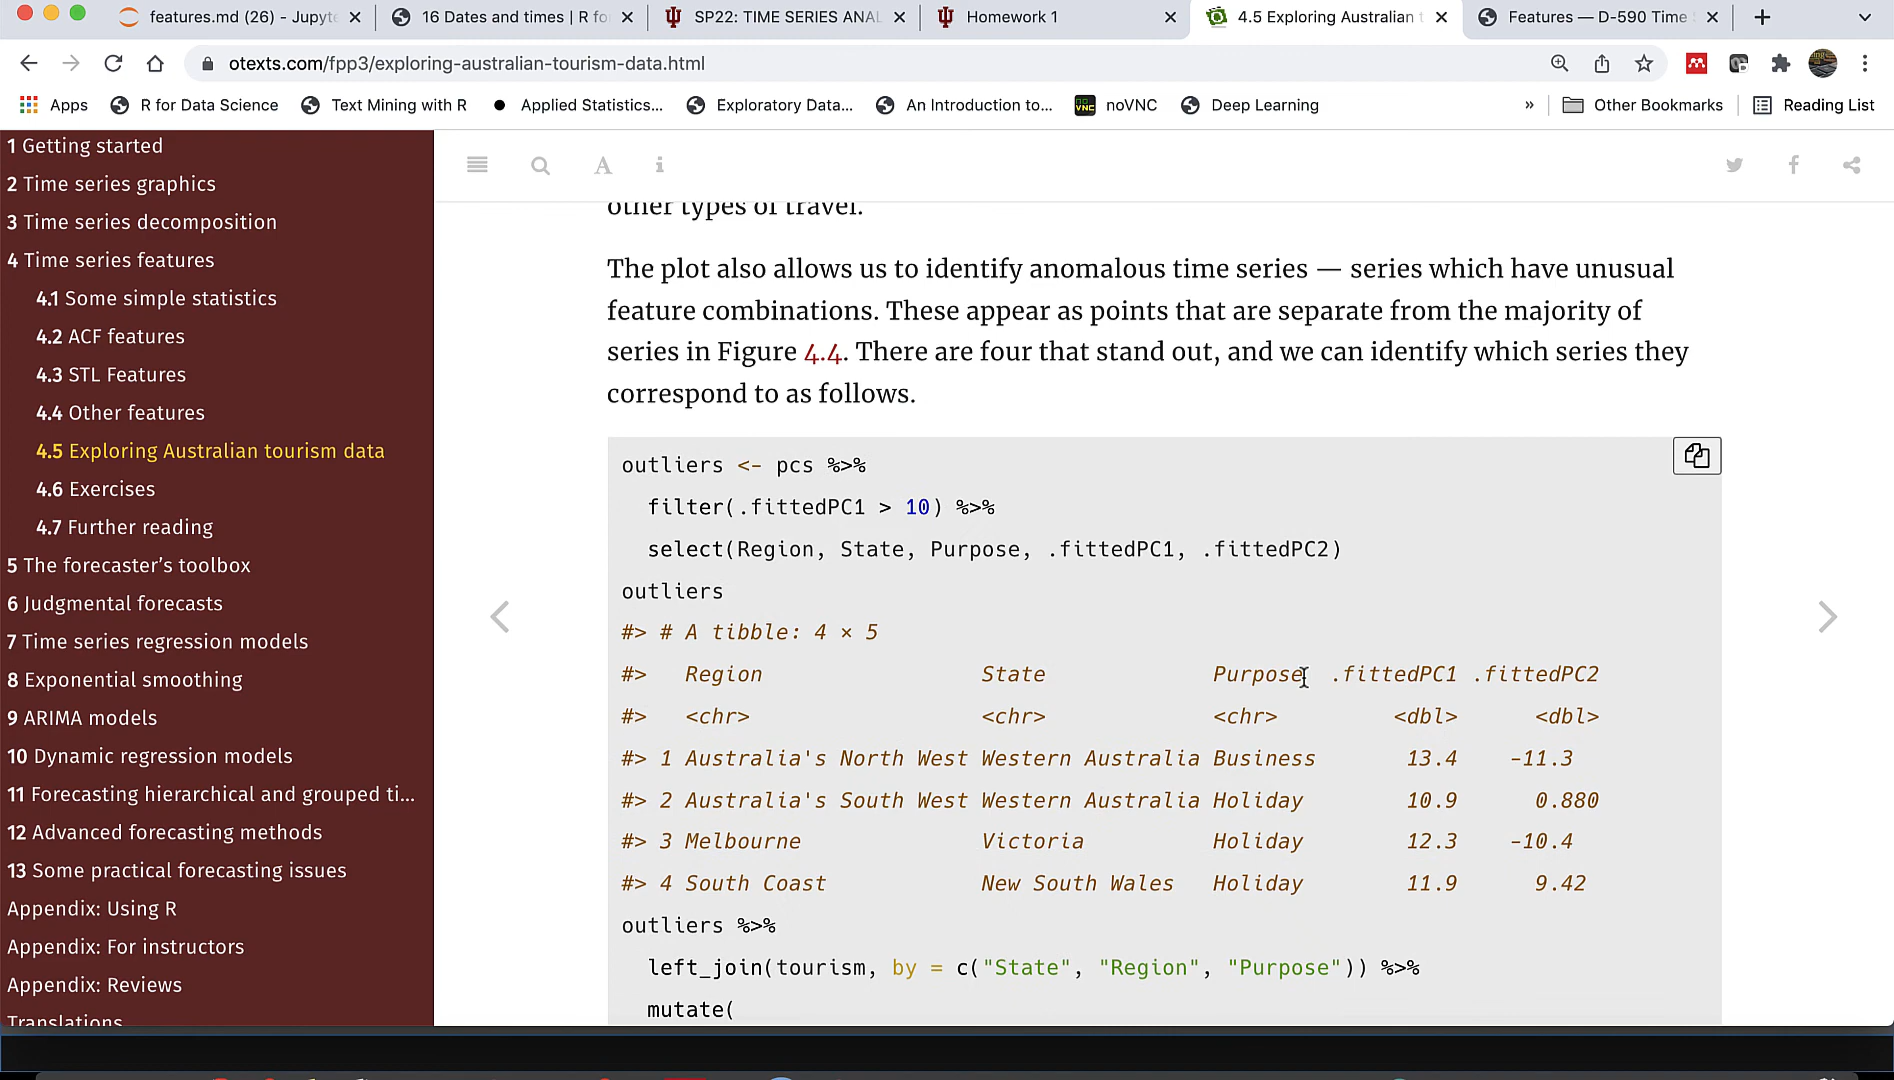 features.md (26) - Jupyte
16 Dates and times | R fo
SP22: TIME SERIES ANAL
Homework 1
4.5 Exploring Australian t
Features — D-590 Time S
otexts.com/fpp3/exploring-australian-tourism-data.html
Apps
R for Data Science
Text Mining with R
Applied Statistics...
Exploratory Data...
An Introduction to...
noVNC
Deep Learning
»
Other Bookmarks
Reading List
1 Getting started
2 Time series graphics
3 Time series decomposition
4 Time series features
4.1 Some simple statistics
4.2 ACF features
4.3 STL Features
4.4 Other features
4.5 Exploring Australian tourism data
4.6 Exercises
4.7 Further reading
5 The forecaster's toolbox
6 Judgmental forecasts
7 Time series regression models
8 Exponential smoothing
9 ARIMA models
10 Dynamic regression models
11 Forecasting hierarchical and grouped ti...
12 Advanced forecasting methods
13 Some practical forecasting issues
Appendix: Using R
Appendix: For instructors
Appendix: Reviews
Translations
other types of travel.
The plot also allows us to identify anomalous time series — series which have unusual
feature combinations. These appear as points that are separate from the majority of
series in Figure 4.4. There are four that stand out, and we can identify which series they
correspond to as follows.
outliers <- pcs %>%
filter(.fittedPC1 > 10) %>%
select(Region, State, Purpose, .fittedPC1, .fittedPC2)
outliers
#> # A tibble: 4 × 5
#> Region State Purpose .fittedPC1 .fittedPC2
#> <chr> <chr> <chr> <dbl> <dbl>
#> 1 Australia's North West Western Australia Business 13.4 -11.3
#> 2 Australia's South West Western Australia Holiday 10.9 0.880
#> 3 Melbourne Victoria Holiday 12.3 -10.4
#> 4 South Coast New South Wales Holiday 11.9 9.42
outliers %>%
left_join(tourism, by = c("State", "Region", "Purpose")) %>%
mutate(